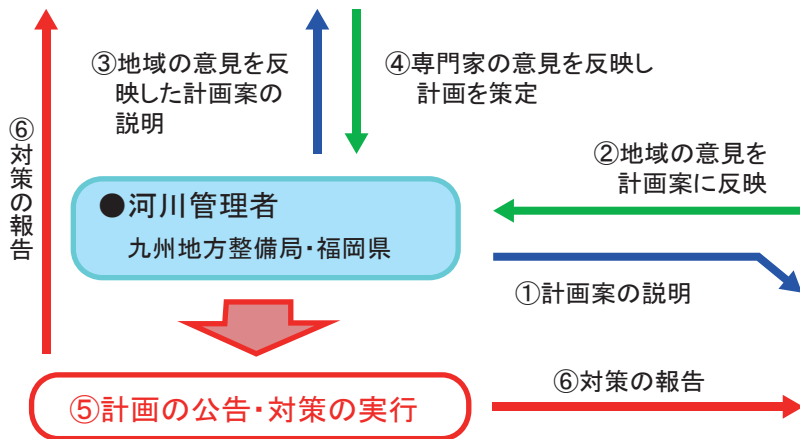 ③地域の意見を反
映した計画案の
説明
④専門家の意見を反映し
計画を策定
⑥対策の報告
②地域の意見を
計画案に反映
●河川管理者
九州地方整備局・福岡県
①計画案の説明
⑥対策の報告
⑤計画の公告・対策の実行